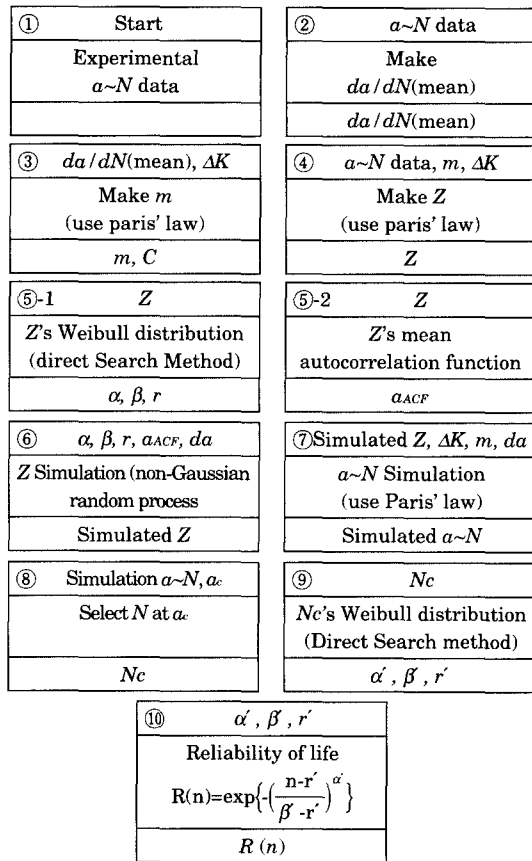 ① Start
Experimental
a~N data
② a~N data
Make
da/dN(mean)
da/dN(mean)
③ da/dN(mean), ΔK
Make m
(use paris' law)
m, C
④ a~N data, m, ΔK
Make Z
(use paris' law)
Z
⑤-1 Z
Z's Weibull distribution
(direct Search Method)
α, β, r
⑤-2 Z
Z's mean
autocorrelation function
aACF
⑥ α, β, r, aACF, da
Z Simulation (non-Gaussian
random process
Simulated Z
⑦Simulated Z, ΔK, m, da
a~N Simulation
(use Paris' law)
Simulated a~N
⑧ Simulation a~N, ac
Select N at ac
Nc
⑨ Nc
Nc's Weibull distribution
(Direct Search method)
α′, β′, r′
⑩ α′, β′, r′
Reliability of life
R(n)=exp{-(n-r′/β′-r′)^α′}
R (n)